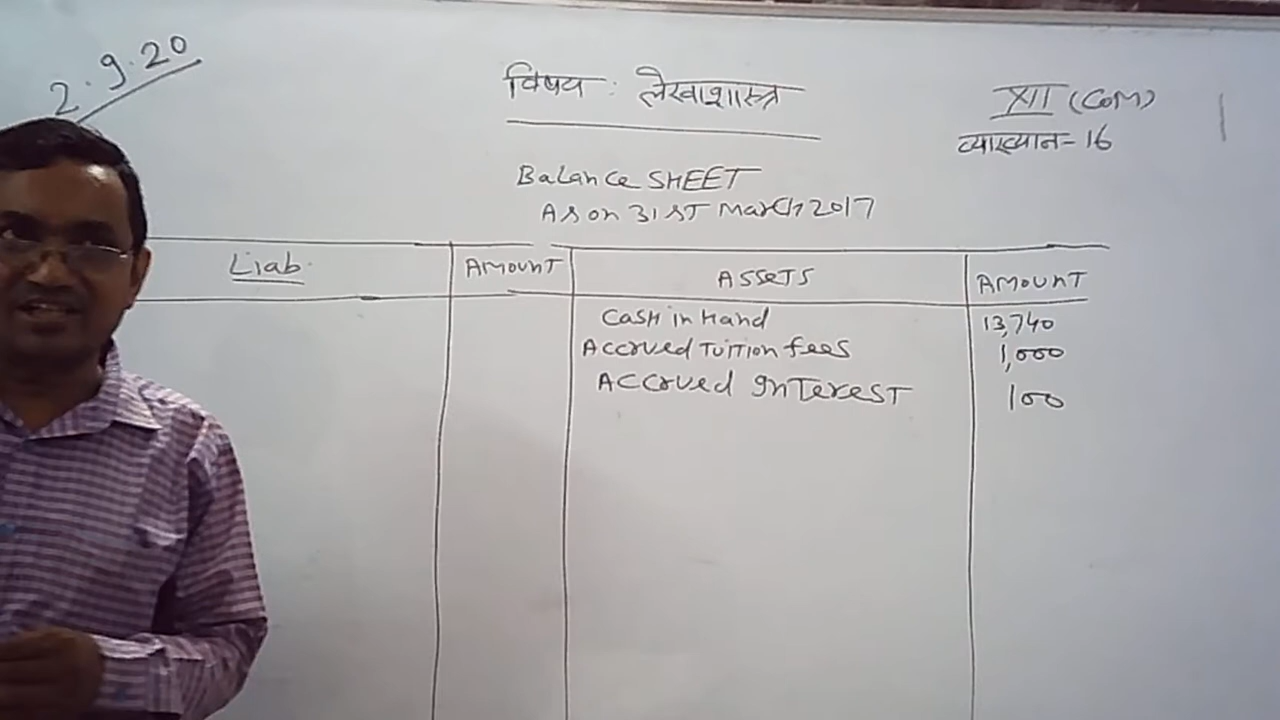 2.9.20
विषय : लेखाशास्त्र
XII (COM)
व्याख्यान-16
Balance SHEET
As on 31ST March 2017
Liab. AMOUNT ASSETS AMOUNT
Cash in Hand 13,740
Accrued Tuition fees 1,000
Accrued Interest 100